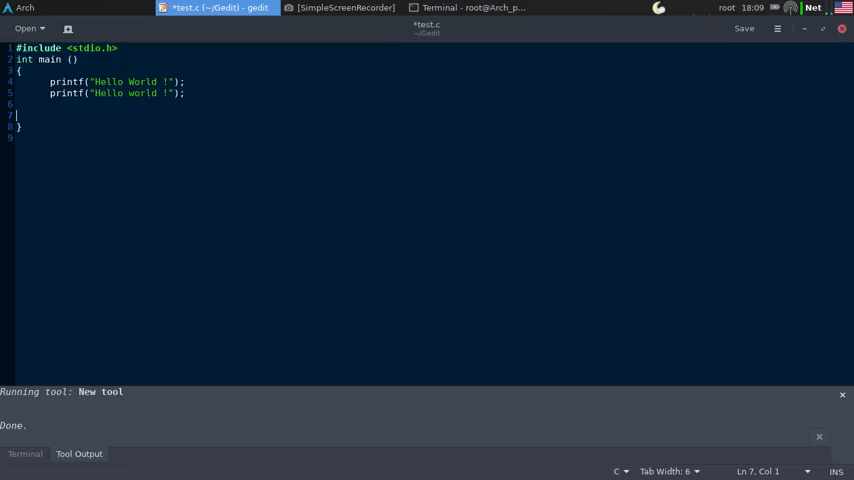 Arch
*test.c (~/Gedit) - gedit
[SimpleScreenRecorder]
Terminal - root@Arch_p...
root
18:09
Net
Open
*test.c
~/Gedit
Save
1 #include <stdio.h>
2 int main ()
3 {
4 printf("Hello World !");
5 printf("Hello world !");
6
7
8 }
9
Running tool: New tool
Done.
Terminal
Tool Output
C
Tab Width: 6
Ln 7, Col 1
INS